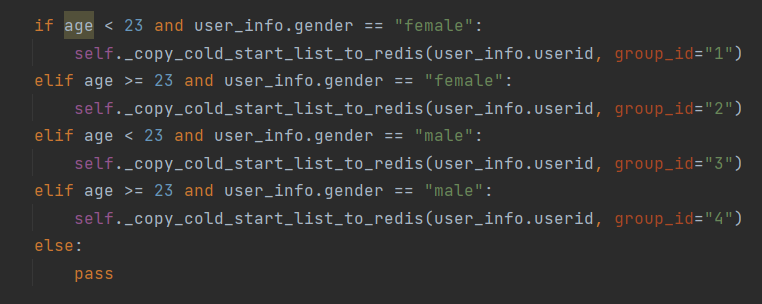 if age < 23 and user_info.gender == "female":
    self._copy_cold_start_list_to_redis(user_info.userid, group_id="1")
elif age >= 23 and user_info.gender == "female":
    self._copy_cold_start_list_to_redis(user_info.userid, group_id="2")
elif age < 23 and user_info.gender == "male":
    self._copy_cold_start_list_to_redis(user_info.userid, group_id="3")
elif age >= 23 and user_info.gender == "male":
    self._copy_cold_start_list_to_redis(user_info.userid, group_id="4")
else:
    pass